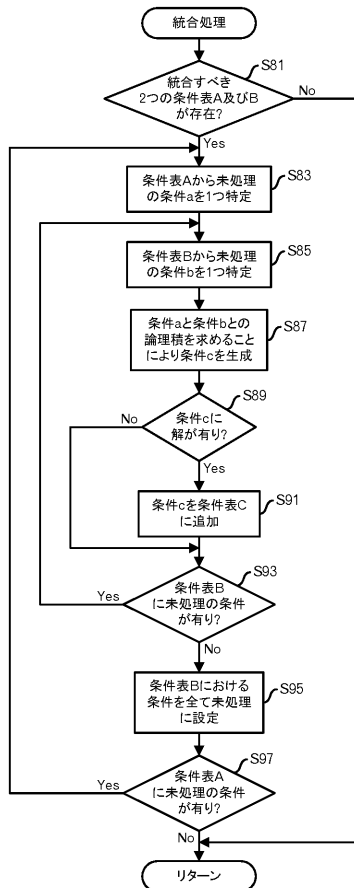 統合処理
S81
統合すべき
2つの条件表A及びB
が存在?
No
Yes
S83
条件表Aから未処理
の条件aを1つ特定
S85
条件表Bから未処理
の条件bを1つ特定
S87
条件aと条件bとの
論理積を求めること
により条件cを生成
S89
条件cに
解が有り?
No
Yes
S91
条件cを条件表C
に追加
S93
条件表B
に未処理の条件
が有り?
Yes
No
S95
条件表Bにおける
条件を全て未処理
に設定
S97
条件表A
に未処理の条件
が有り?
Yes
No
リターン